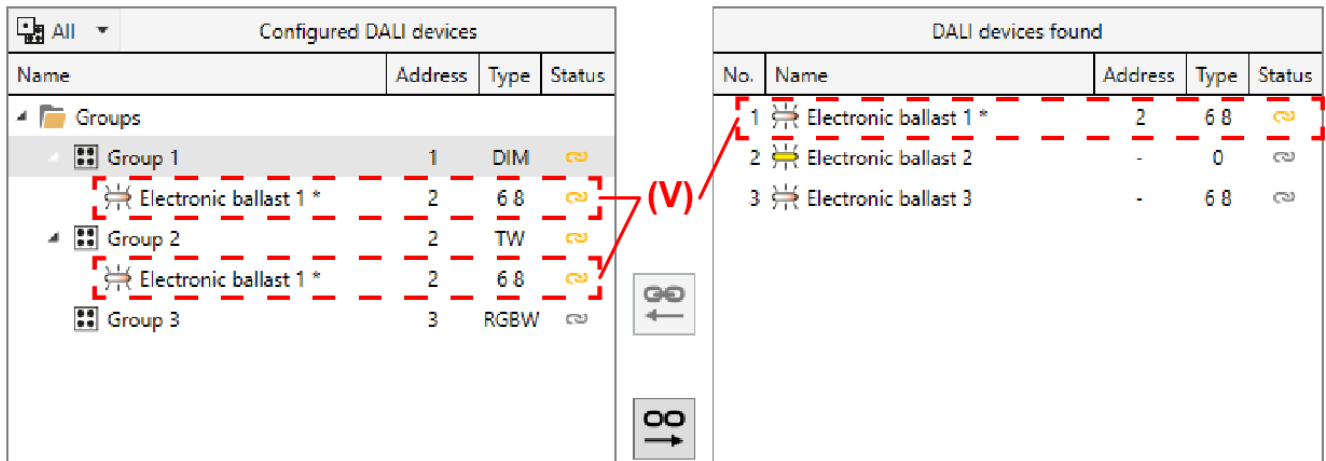 All Configured DALI devices
Name Address Type Status
Groups
Group 1 1 DIM
Electronic ballast 1 * 2 6 8
Group 2 2 TW
Electronic ballast 1 * 2 6 8
Group 3 3 RGBW
(V)
DALI devices found
No. Name Address Type Status
1 Electronic ballast 1 * 2 6 8
2 Electronic ballast 2 - 0
3 Electronic ballast 3 - 6 8